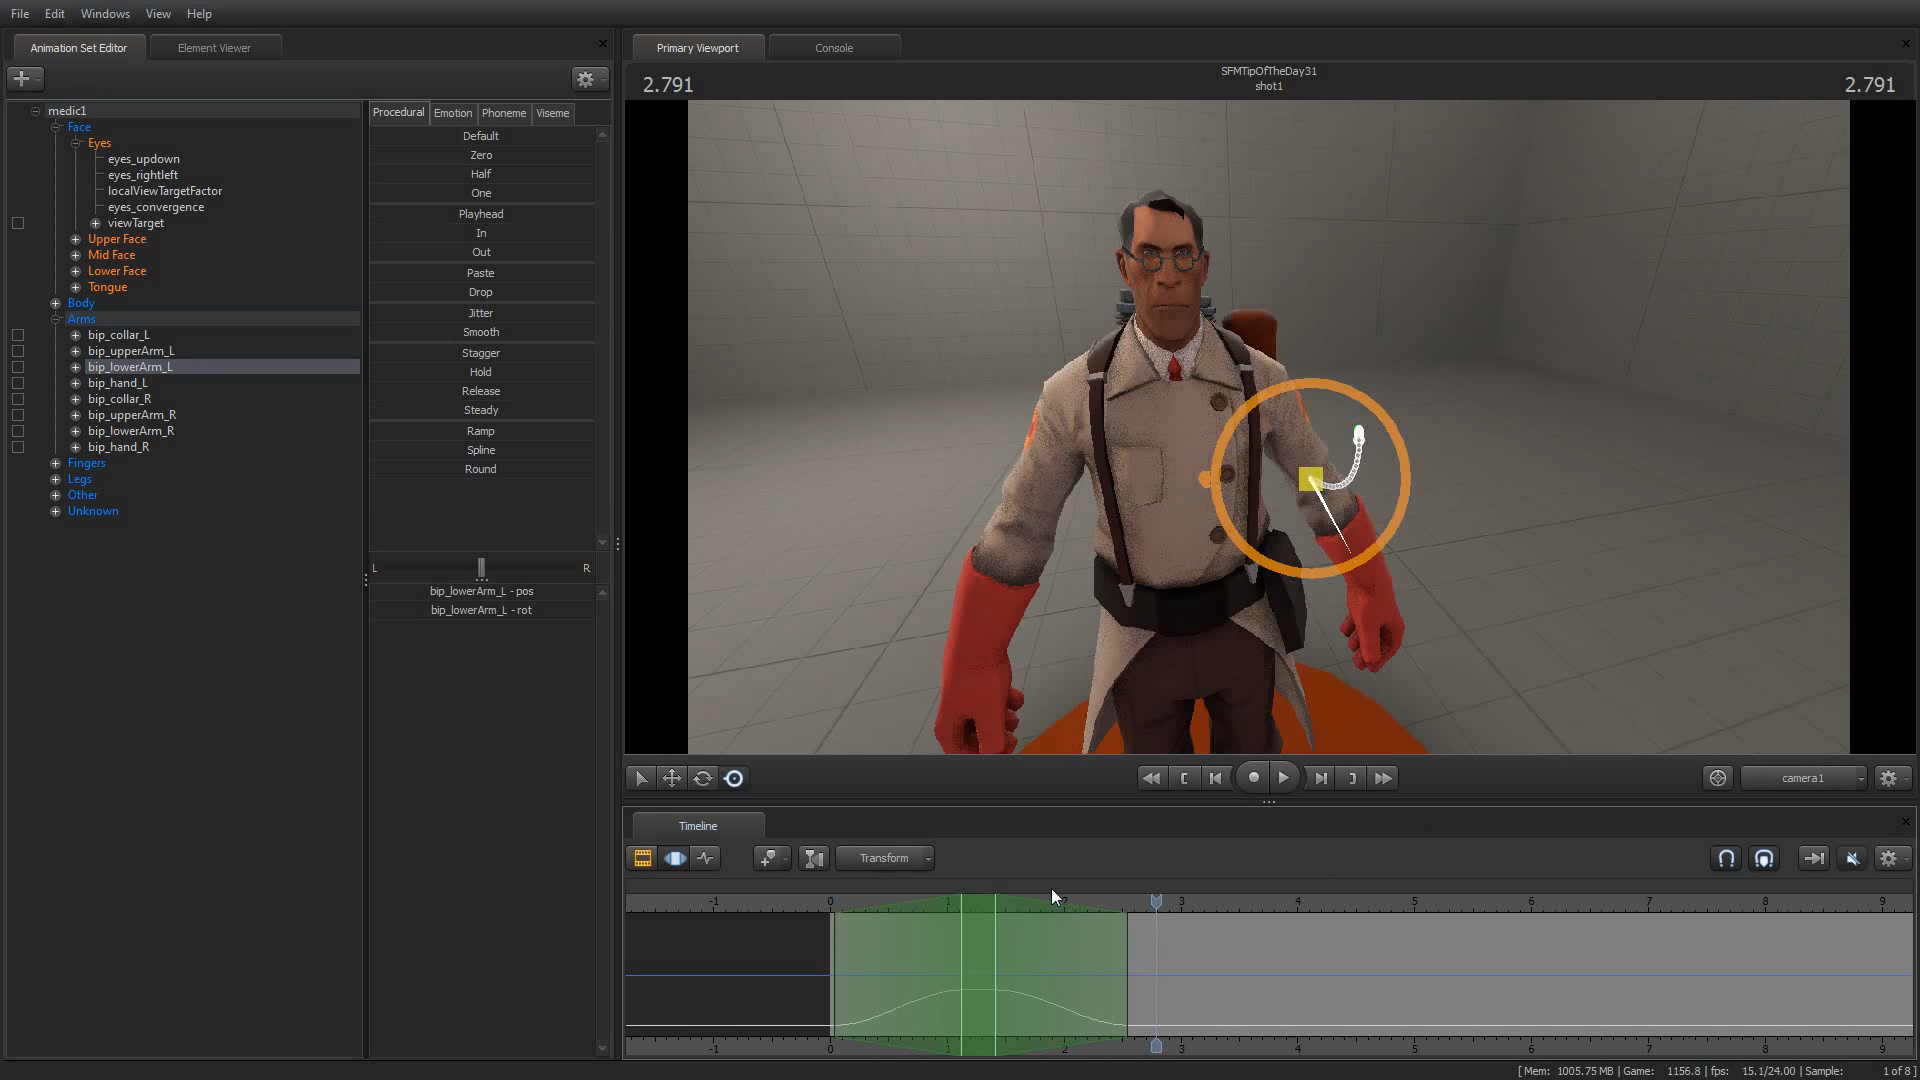 File Edit Windows View Help
Animation Set Editor Element Viewer
medic1
Face
Eyes
eyes_updown
eyes_rightleft
localViewTargetFactor
eyes_convergence
viewTarget
Upper Face
Mid Face
Lower Face
Tongue
Body
Arms
bip_collar_L
bip_upperArm_L
bip_lowerArm_L
bip_hand_L
bip_collar_R
bip_upperArm_R
bip_lowerArm_R
bip_hand_R
Fingers
Legs
Other
Unknown
Procedural Emotion Phoneme Viseme
Default
Zero
Half
One
Playhead
In
Out
Paste
Drop
Jitter
Smooth
Stagger
Hold
Release
Steady
Ramp
Spline
Round
L R
bip_lowerArm_L - pos
bip_lowerArm_L - rot
Primary Viewport Console
2.791 SFMTipOfTheDay31 2.791
shot1
camera1
Timeline
Transform
-1 0 1 2 3 4 5 6 7 8 9
-1 0 1 2 3 4 5 6 7 8 9
[ Mem: 1005.75 MB | Game: 1156.8 | fps: 15.1/24.00 | Sample: 1 of 8 ]